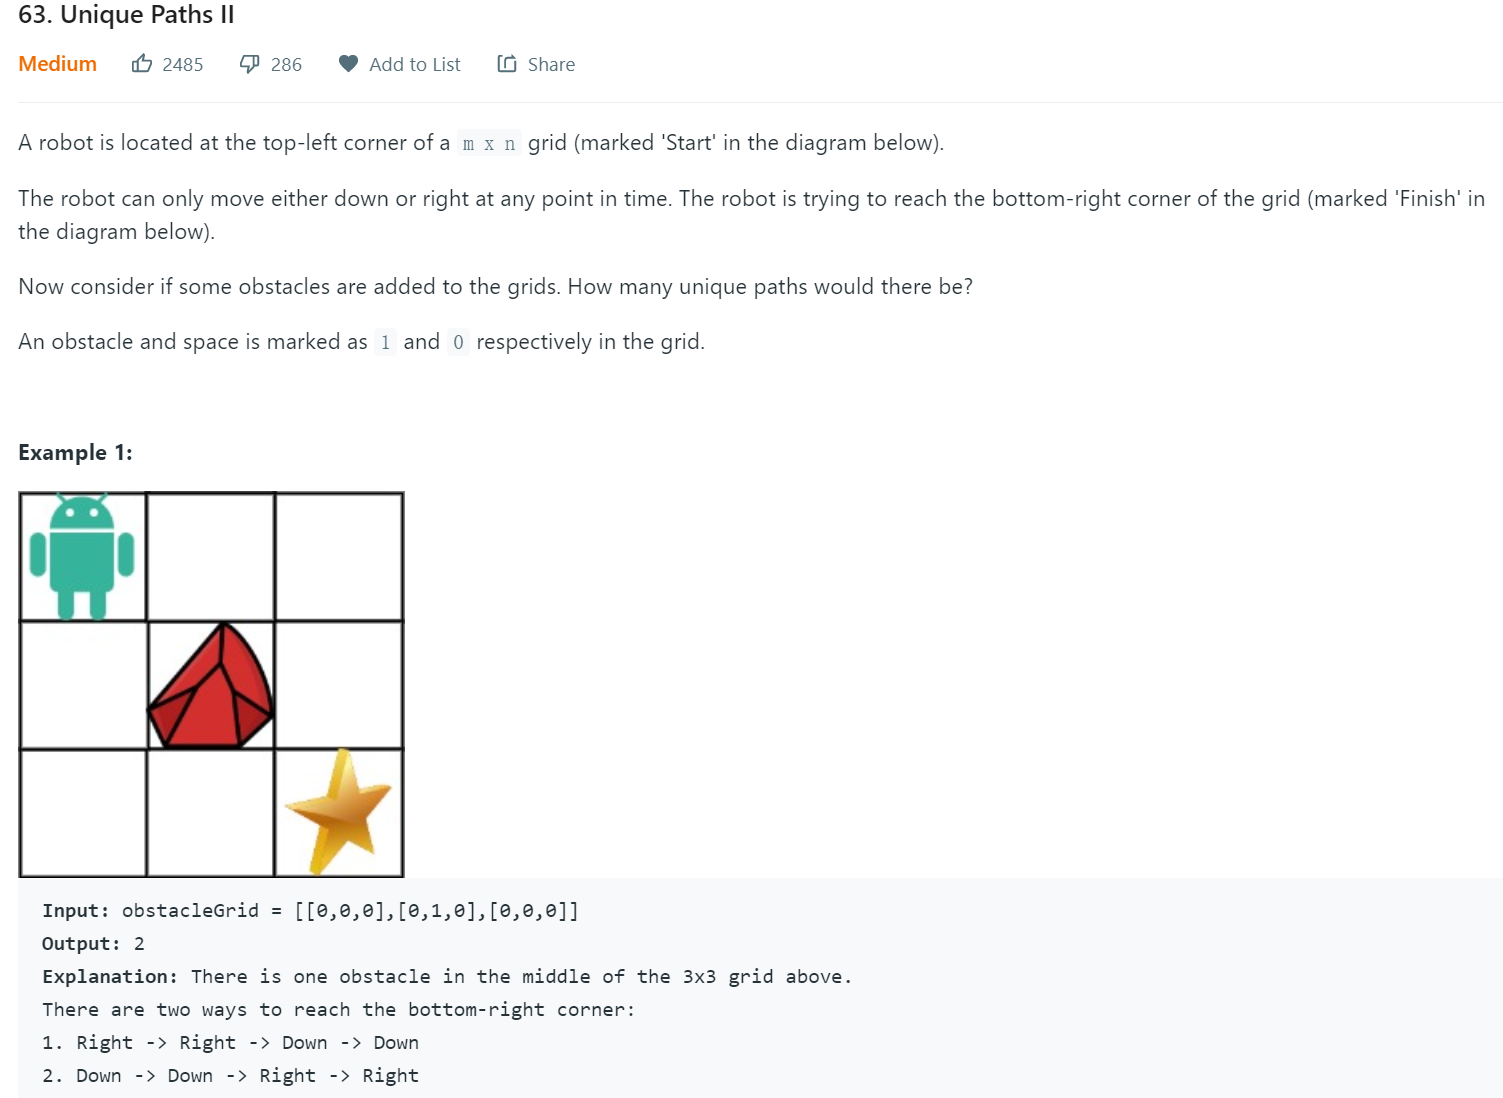 63. Unique Paths II
Medium 2485 286 Add to List Share
A robot is located at the top-left corner of a m x n grid (marked 'Start' in the diagram below).
The robot can only move either down or right at any point in time. The robot is trying to reach the bottom-right corner of the grid (marked 'Finish' in
the diagram below).
Now consider if some obstacles are added to the grids. How many unique paths would there be?
An obstacle and space is marked as 1 and 0 respectively in the grid.
Example 1:
Input: obstacleGrid = [[0,0,0],[0,1,0],[0,0,0]]
Output: 2
Explanation: There is one obstacle in the middle of the 3x3 grid above.
There are two ways to reach the bottom-right corner:
1. Right -> Right -> Down -> Down
2. Down -> Down -> Right -> Right